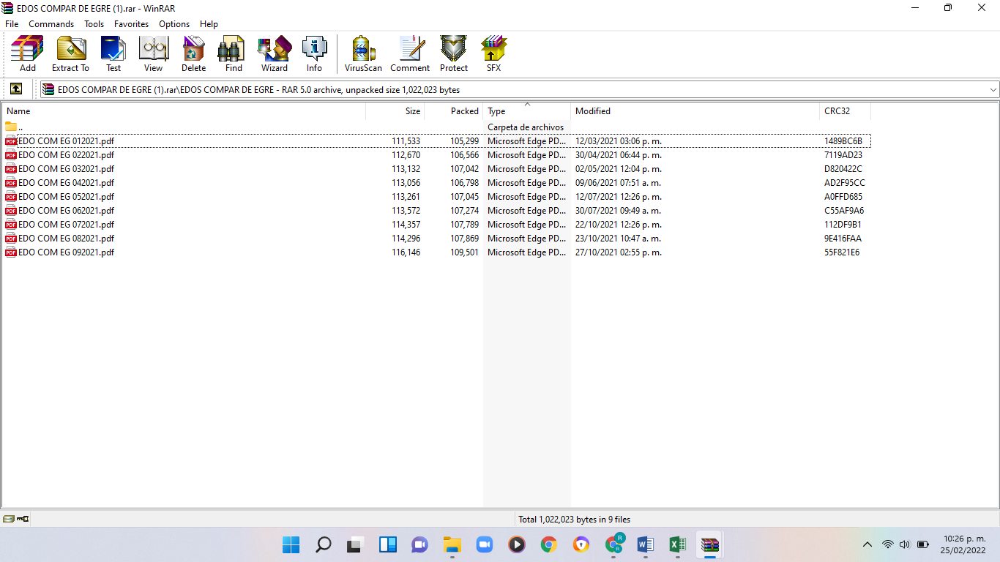 EDOS COMPAR DE EGRE (1).rar - WinRAR
File Commands Tools Favorites Options Help
Add Extract To Test View Delete Find Wizard Info VirusScan Comment Protect SFX
EDOS COMPAR DE EGRE (1).rar\EDOS COMPAR DE EGRE - RAR 5.0 archive, unpacked size 1,022,023 bytes
Name Size Packed Type Modified CRC32
.. Carpeta de archivos
EDO COM EG 012021.pdf 111,533 105,299 Microsoft Edge PD... 12/03/2021 03:06 p. m. 1489BC6B
EDO COM EG 022021.pdf 112,670 106,566 Microsoft Edge PD... 30/04/2021 06:44 p. m. 7119AD23
EDO COM EG 032021.pdf 113,132 107,042 Microsoft Edge PD... 02/05/2021 12:04 p. m. D820422C
EDO COM EG 042021.pdf 113,056 106,798 Microsoft Edge PD... 09/06/2021 07:51 a. m. AD2F95CC
EDO COM EG 052021.pdf 113,261 107,045 Microsoft Edge PD... 12/07/2021 12:26 p. m. A0FFD685
EDO COM EG 062021.pdf 113,572 107,274 Microsoft Edge PD... 30/07/2021 09:49 a. m. C55AF9A6
EDO COM EG 072021.pdf 114,357 107,789 Microsoft Edge PD... 22/10/2021 12:26 p. m. 112DF9B1
EDO COM EG 082021.pdf 114,296 107,869 Microsoft Edge PD... 23/10/2021 10:47 a. m. 9E416FAA
EDO COM EG 092021.pdf 116,146 109,501 Microsoft Edge PD... 27/10/2021 02:55 p. m. 55F821E6
Total 1,022,023 bytes in 9 files
10:26 p. m.
25/02/2022